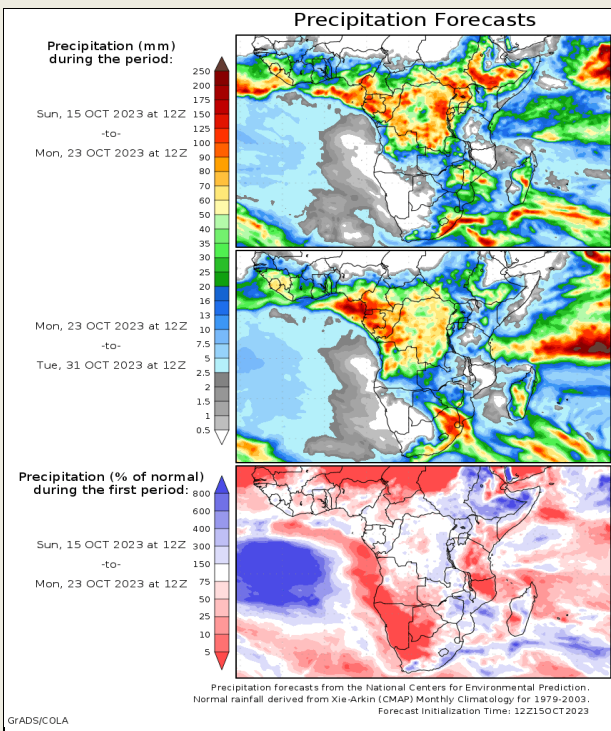 Precipitation Forecasts
Precipitation (mm)
during the period:
Sun, 15 OCT 2023 at 12Z
-to-
Mon, 23 OCT 2023 at 12Z
250
200
175
150
125
100
90
80
70
60
50
40
35
30
25
20
16
13
10
7.5
5
2.5
2
1.5
1
0.5
Mon, 23 OCT 2023 at 12Z
-to-
Tue, 31 OCT 2023 at 12Z
Precipitation (% of normal)
during the first period:
Sun, 15 OCT 2023 at 12Z
-to-
Mon, 23 OCT 2023 at 12Z
800
600
400
300
150
75
50
25
10
5
Precipitation forecasts from the National Centers for Environmental Prediction.
Normal rainfall derived from Xie-Arkin (CMAP) Monthly Climatology for 1979-2003.
Forecast Initialization Time: 12Z15OCT2023
GrADS/COLA